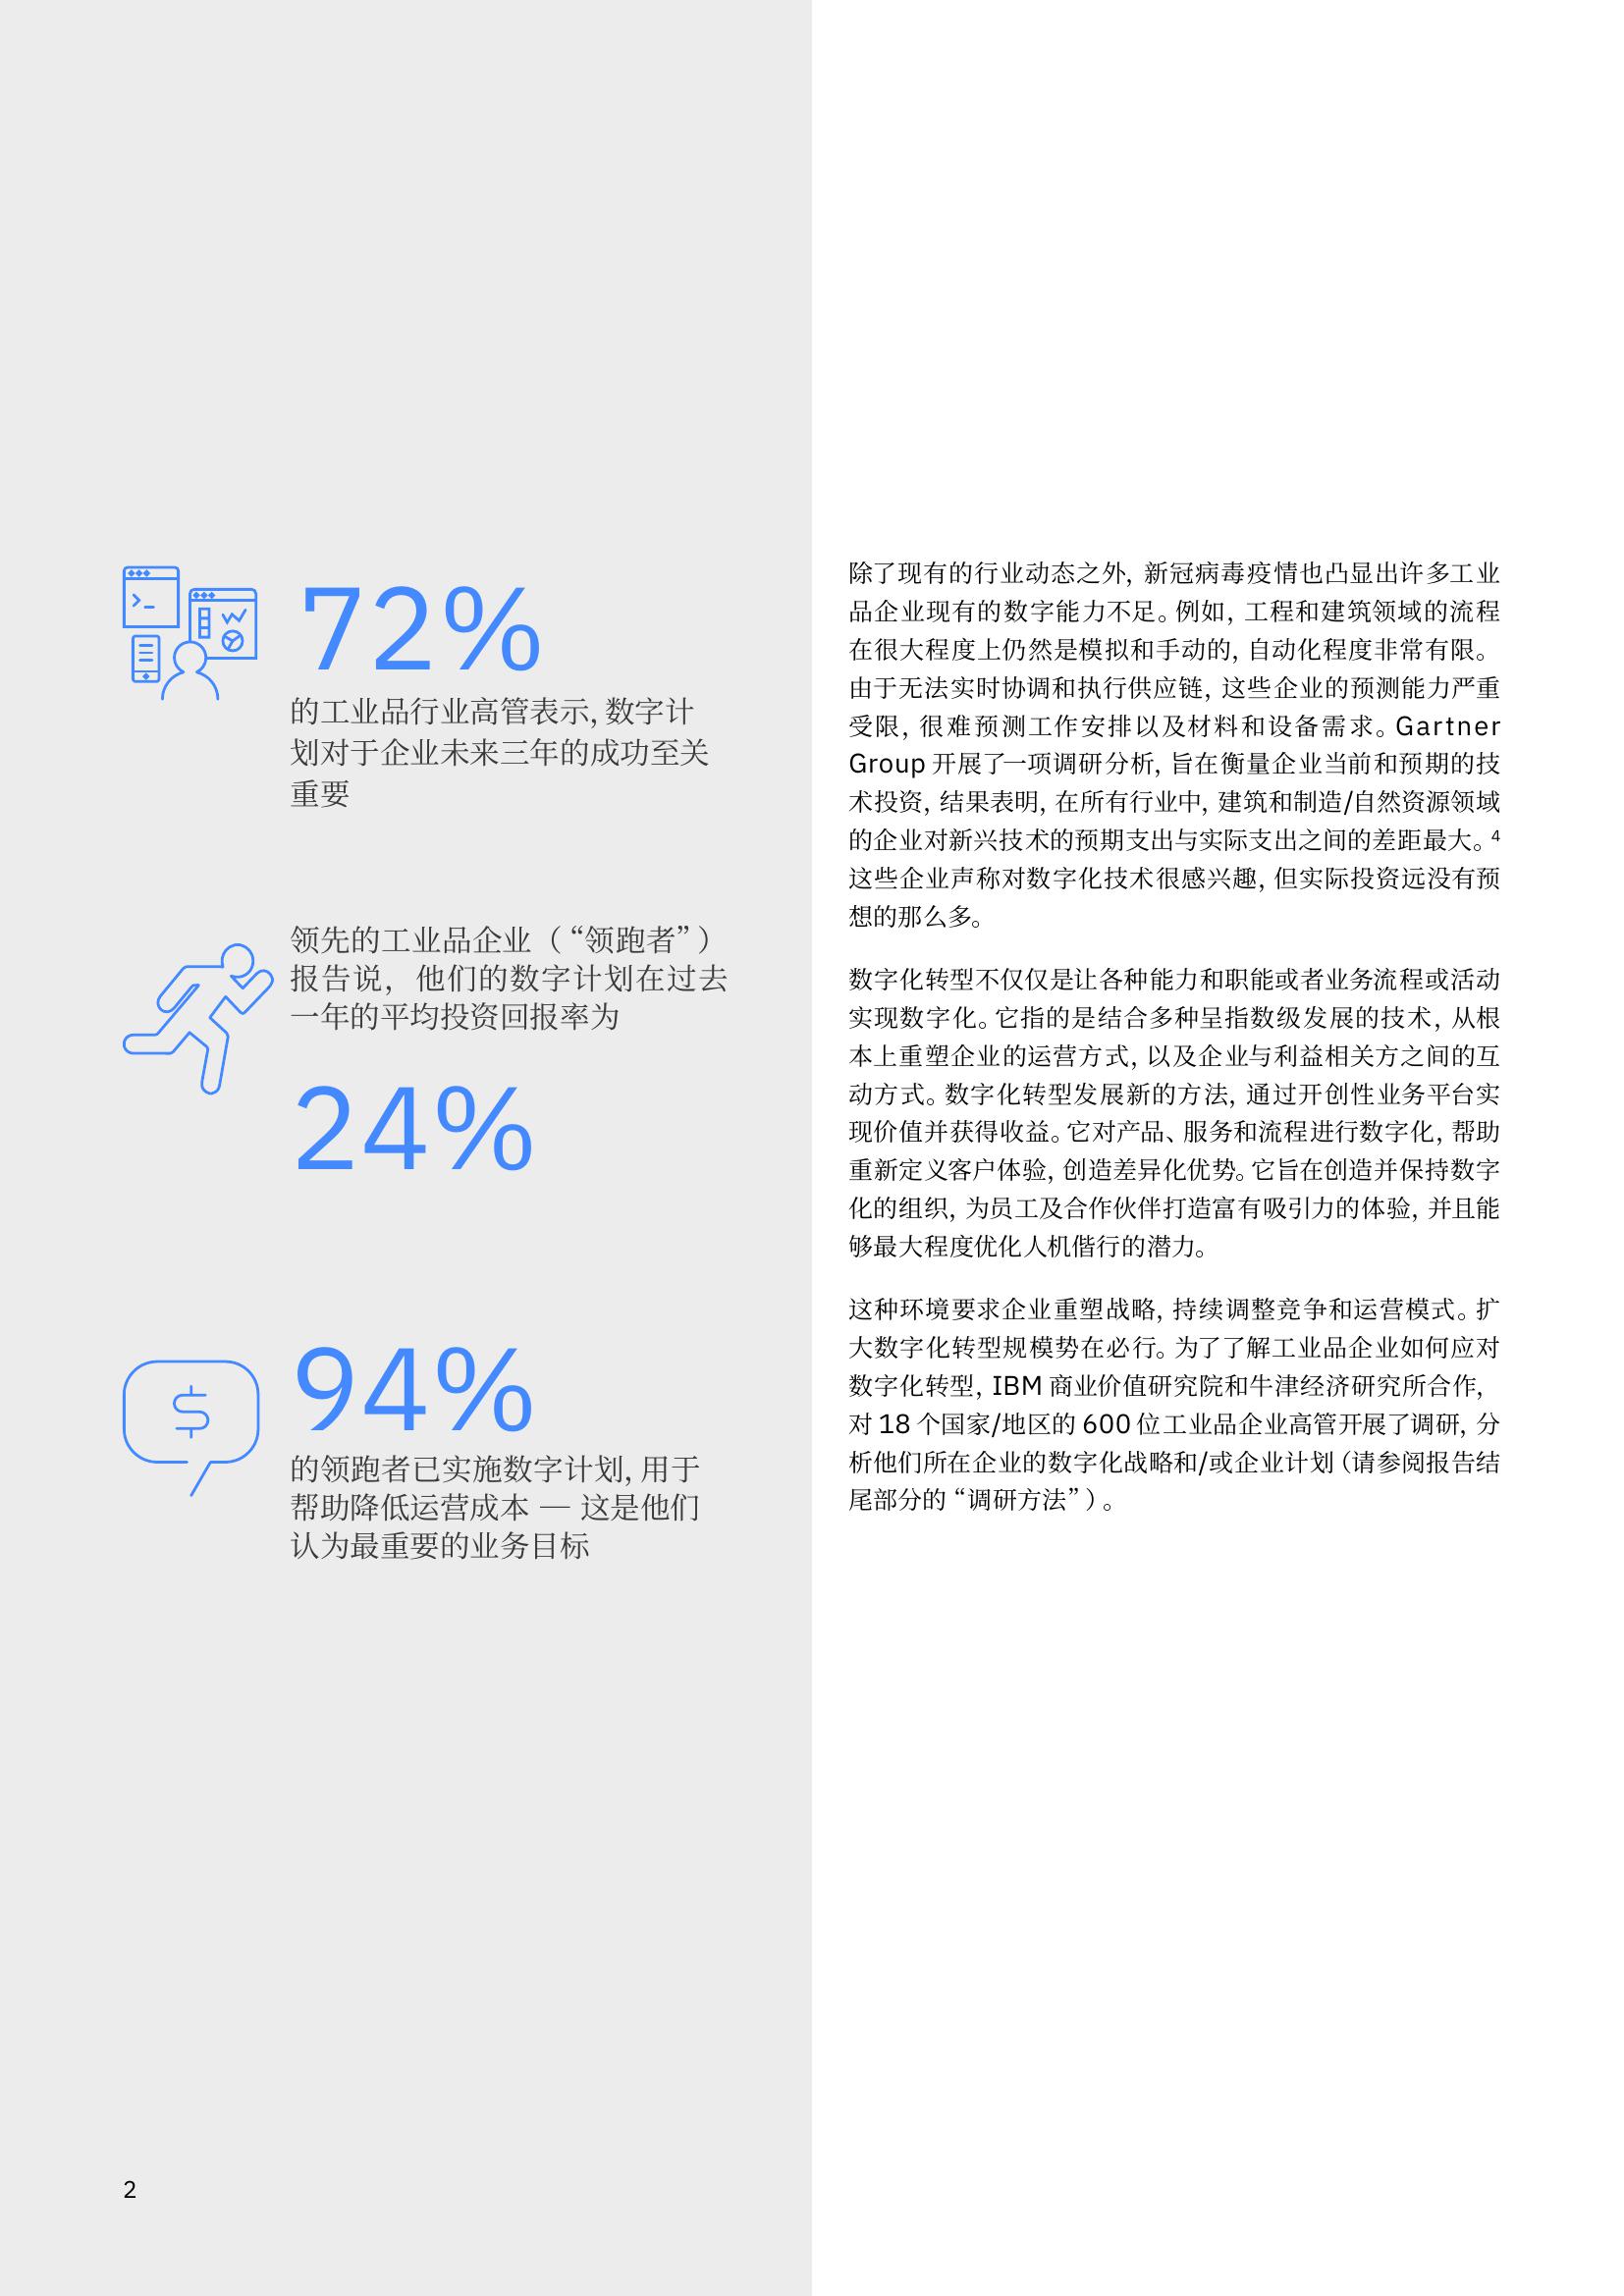 72%
的工业品行业高管表示, 数字计
划对于企业未来三年的成功至关
重要
领先的工业品企业（“领跑者”）
报告说，他们的数字计划在过去
一年的平均投资回报率为
24%
94%
的领跑者已实施数字计划, 用于
帮助降低运营成本 — 这是他们
认为最重要的业务目标
除了现有的行业动态之外, 新冠病毒疫情也凸显出许多工业
品企业现有的数字能力不足。例如, 工程和建筑领域的流程
在很大程度上仍然是模拟和手动的, 自动化程度非常有限。
由于无法实时协调和执行供应链, 这些企业的预测能力严重
受限, 很难预测工作安排以及材料和设备需求。Gartner
Group 开展了一项调研分析, 旨在衡量企业当前和预期的技
术投资, 结果表明, 在所有行业中, 建筑和制造/自然资源领域
的企业对新兴技术的预期支出与实际支出之间的差距最大。⁴
这些企业声称对数字化技术很感兴趣, 但实际投资远没有预
想的那么多。
数字化转型不仅仅是让各种能力和职能或者业务流程或活动
实现数字化。它指的是结合多种呈指数级发展的技术, 从根
本上重塑企业的运营方式, 以及企业与利益相关方之间的互
动方式。数字化转型发展新的方法, 通过开创性业务平台实
现价值并获得收益。它对产品、服务和流程进行数字化, 帮助
重新定义客户体验, 创造差异化优势。它旨在创造并保持数字
化的组织, 为员工及合作伙伴打造富有吸引力的体验, 并且能
够最大程度优化人机偕行的潜力。
这种环境要求企业重塑战略, 持续调整竞争和运营模式。扩
大数字化转型规模势在必行。为了了解工业品企业如何应对
数字化转型, IBM 商业价值研究院和牛津经济研究所合作,
对 18 个国家/地区的 600 位工业品企业高管开展了调研, 分
析他们所在企业的数字化战略和/或企业计划（请参阅报告结
尾部分的 “调研方法”）。
2